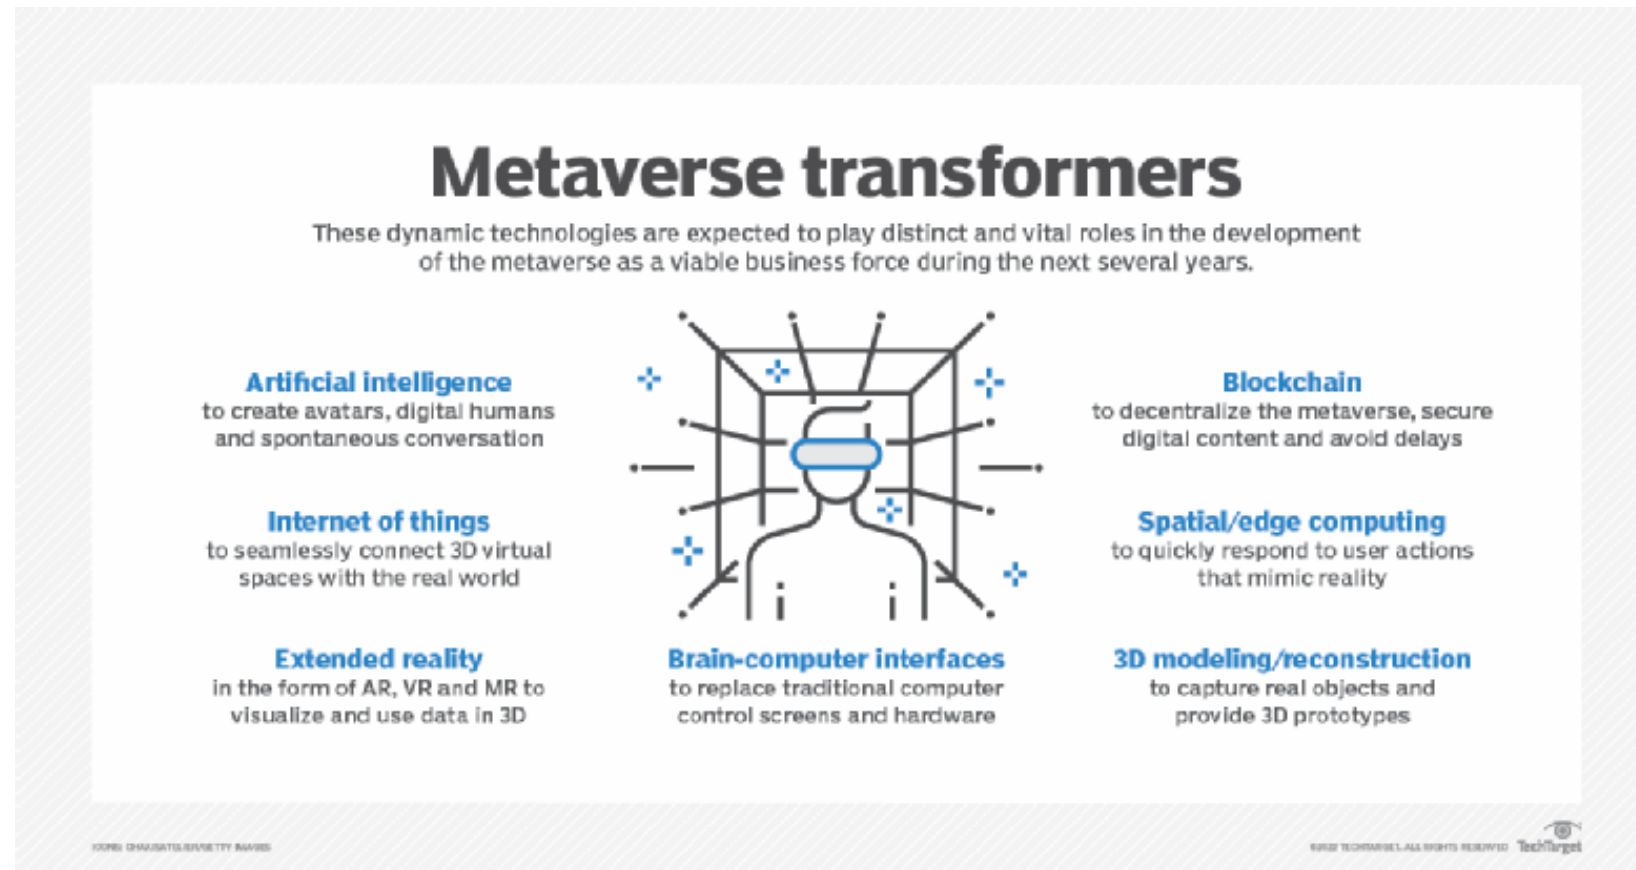 Metaverse transformers
These dynamic technologies are expected to play distinct and vital roles in the development
of the metaverse as a viable business force during the next several years.
Artificial intelligence
to create avatars, digital humans
and spontaneous conversation
Internet of things
to seamlessly connect 3D virtual
spaces with the real world
Extended reality
in the form of AR, VR and MR to
visualize and use data in 3D
Brain-computer interfaces
to replace traditional computer
control screens and hardware
Blockchain
to decentralize the metaverse, secure
digital content and avoid delays
Spatial/edge computing
to quickly respond to user actions
that mimic reality
3D modeling/reconstruction
to capture real objects and
provide 3D prototypes
IMAGES
TECHTARGET. ALL RIGHTS RESERVED
TechTarget